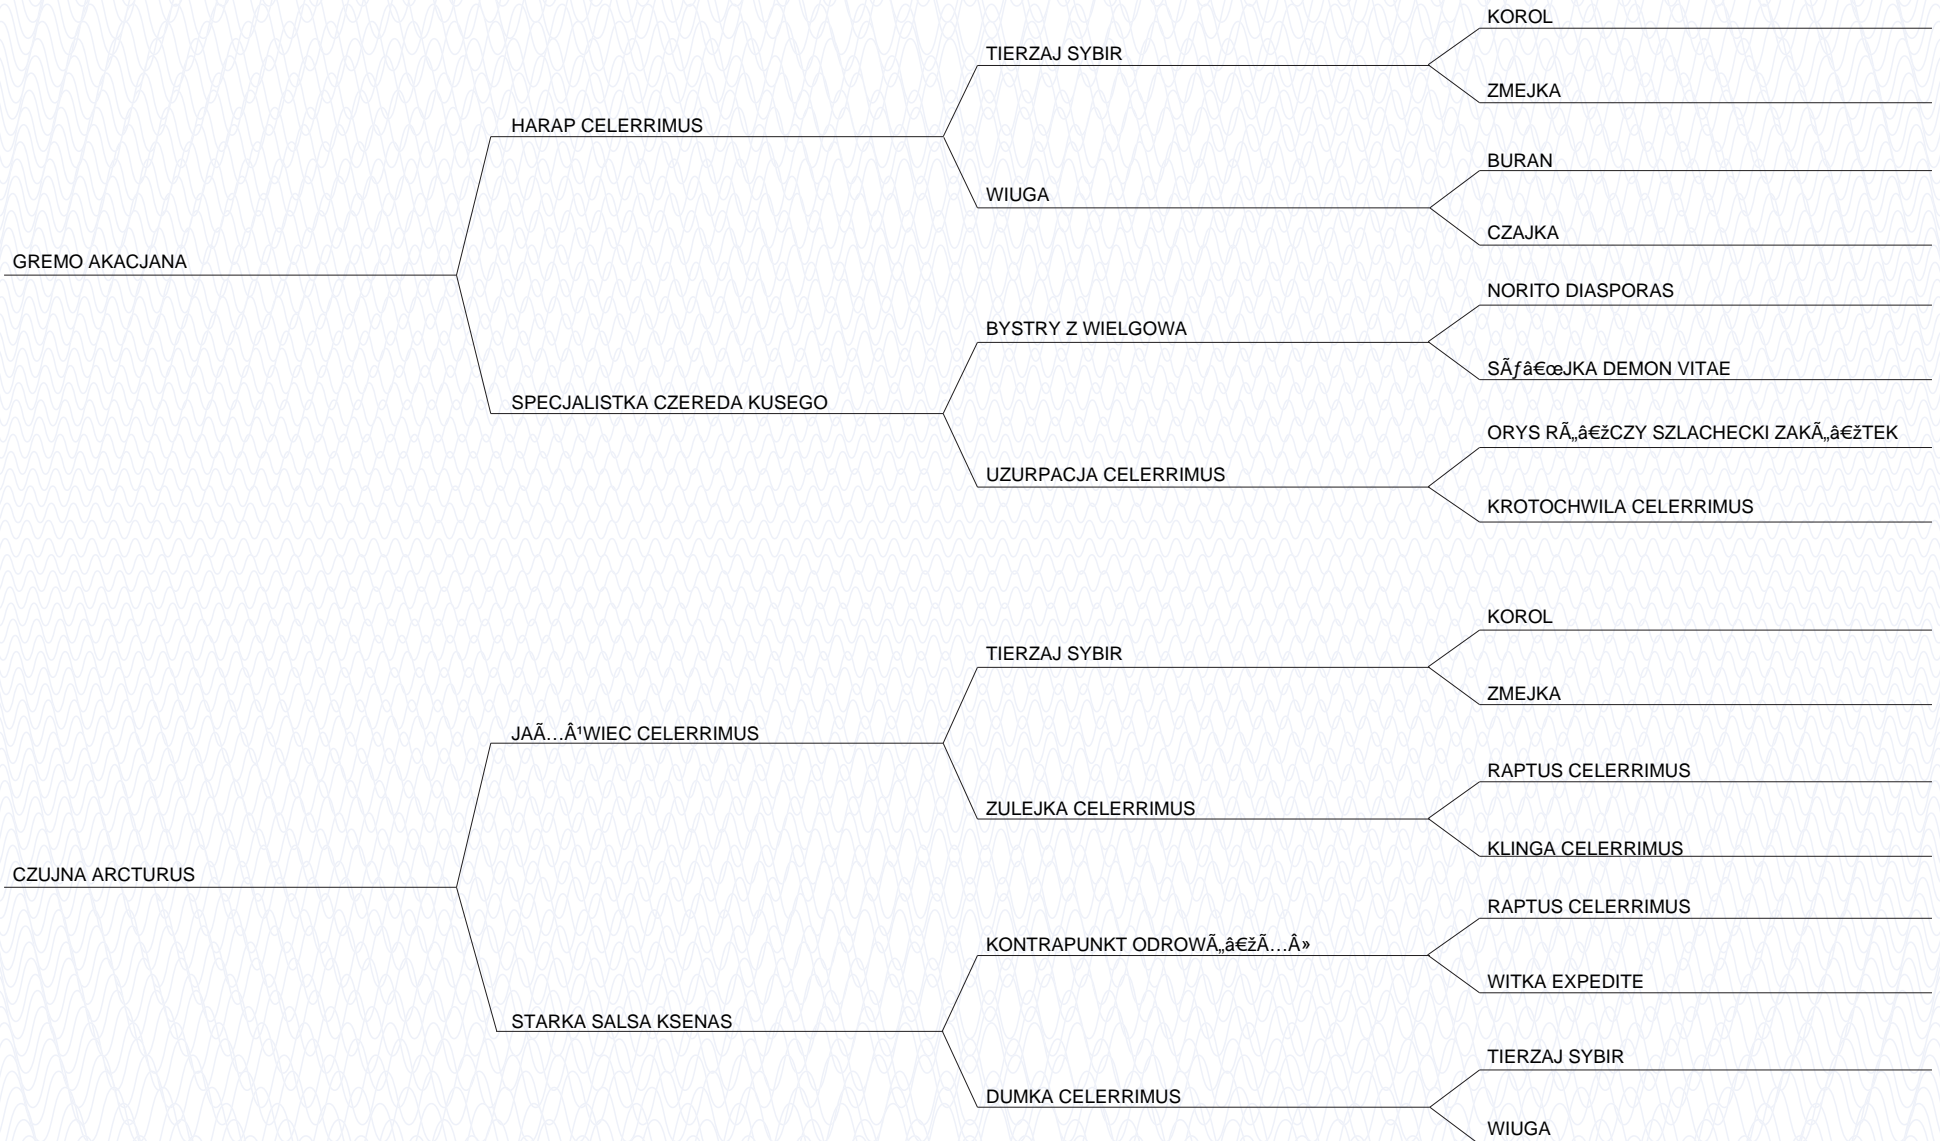 KOROL
TIERZAJ SYBIR
ZMEJKA
HARAP CELERRIMUS
BURAN
WIUGA
CZAJKA
GREMO AKACJANA
NORITO DIASPORAS
BYSTRY Z WIELGOWA
SÃƒâ€œJKA DEMON VITAE
SPECJALISTKA CZEREDA KUSEGO
ORYS RÃ„â€žCZY SZLACHECKI ZAKÃ„â€žTEK
UZURPACJA CELERRIMUS
KROTOCHWILA CELERRIMUS
KOROL
TIERZAJ SYBIR
ZMEJKA
JAÃ…Â¹WIEC CELERRIMUS
RAPTUS CELERRIMUS
ZULEJKA CELERRIMUS
KLINGA CELERRIMUS
CZUJNA ARCTURUS
RAPTUS CELERRIMUS
KONTRAPUNKT ODROWÃ„â€žÃ…Â»
WITKA EXPEDITE
STARKA SALSA KSENAS
TIERZAJ SYBIR
DUMKA CELERRIMUS
WIUGA